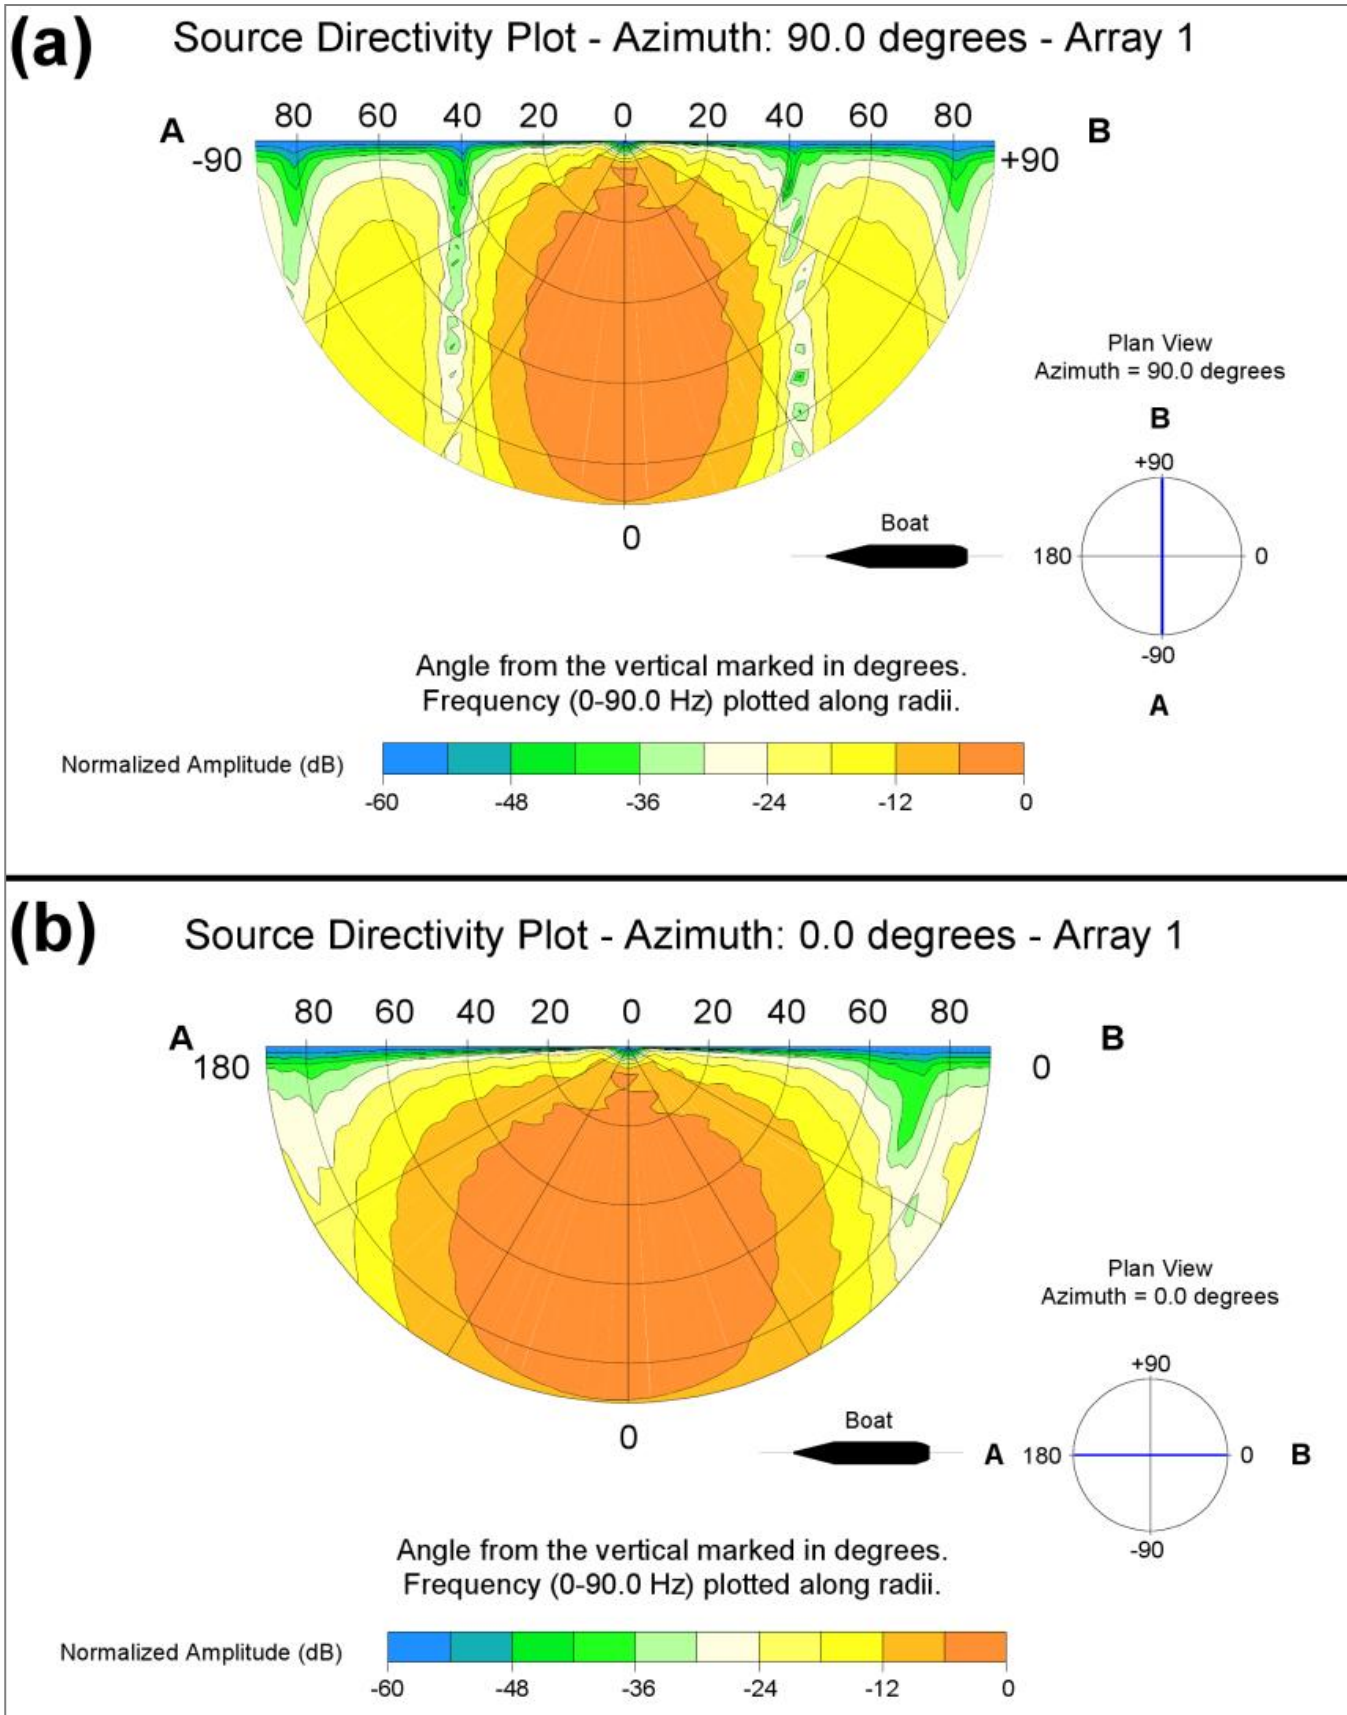 (a)
Source Directivity Plot - Azimuth: 90.0 degrees - Array 1
80 60 40 20 0 20 40 60 80
A B
-90 +90
Plan View
Azimuth = 90.0 degrees
B
+90
0
Boat
180 0
-90
A
Angle from the vertical marked in degrees.
Frequency (0-90.0 Hz) plotted along radii.
Normalized Amplitude (dB)
-60 -48 -36 -24 -12 0
(b)
Source Directivity Plot - Azimuth: 0.0 degrees - Array 1
80 60 40 20 0 20 40 60 80
A B
180 0
Plan View
Azimuth = 0.0 degrees
+90
0
Boat
A 180 0 B
-90
Angle from the vertical marked in degrees.
Frequency (0-90.0 Hz) plotted along radii.
Normalized Amplitude (dB)
-60 -48 -36 -24 -12 0